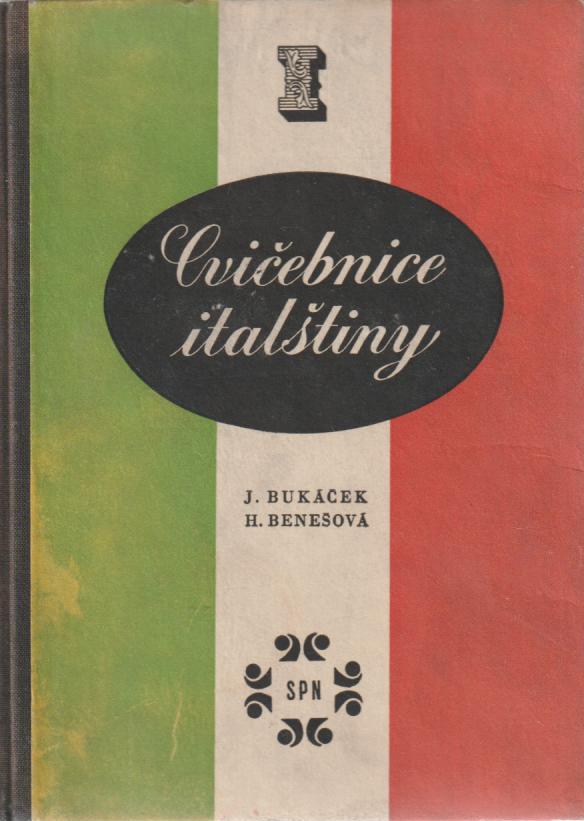 I
Cvičebnice
italštiny
J. BUKÁČEK
H. BENEŠOVÁ
SPN